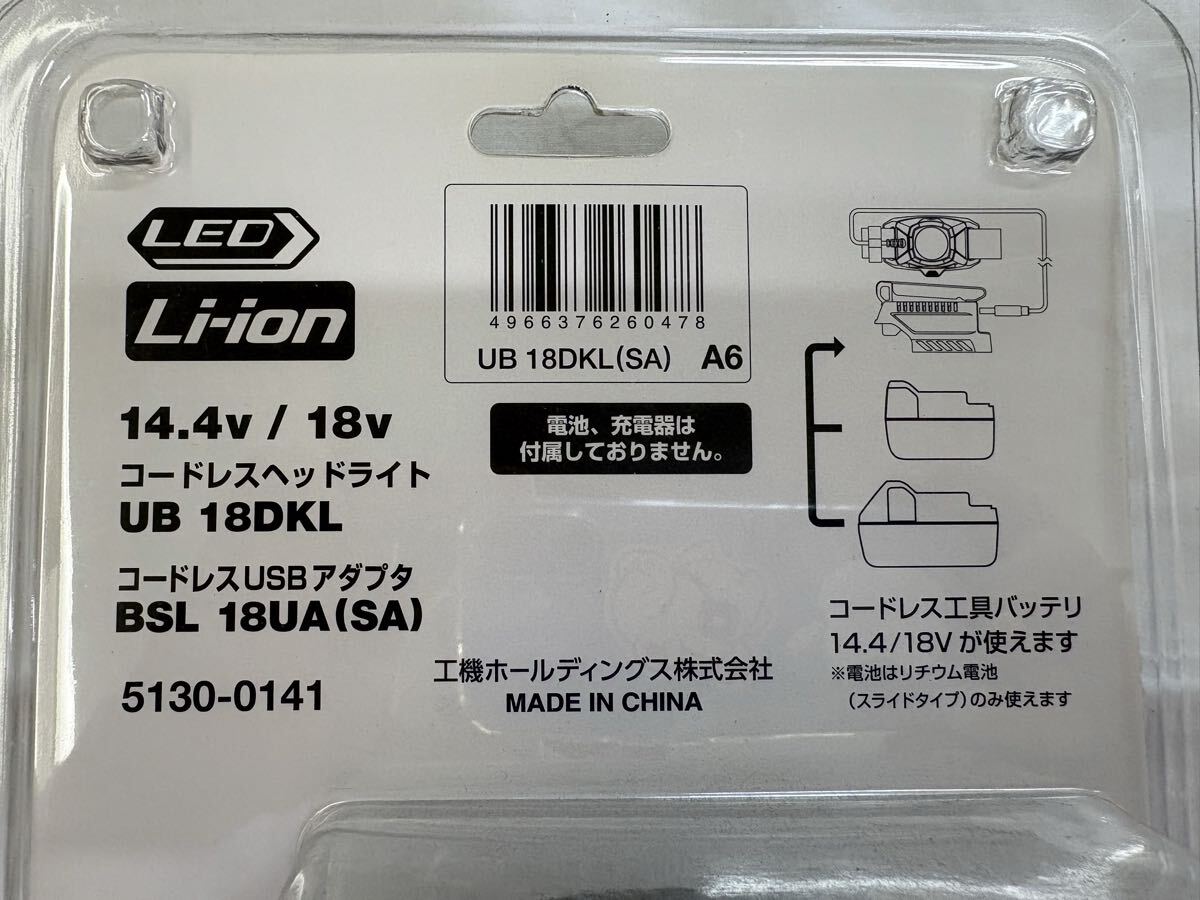 LED
Li-ion
14.4v / 18v
コードレスヘッドライト
UB 18DKL
コードレスUSBアダプタ
BSL 18UA(SA)
5130-0141
4966376260478
UB 18DKL(SA) A6
電池、充電器は
付属しておりません。
工機ホールディングス株式会社
MADE IN CHINA
コードレス工具バッテリ
14.4/18Vが使えます
※電池はリチウム電池
(スライドタイプ)のみ使えます